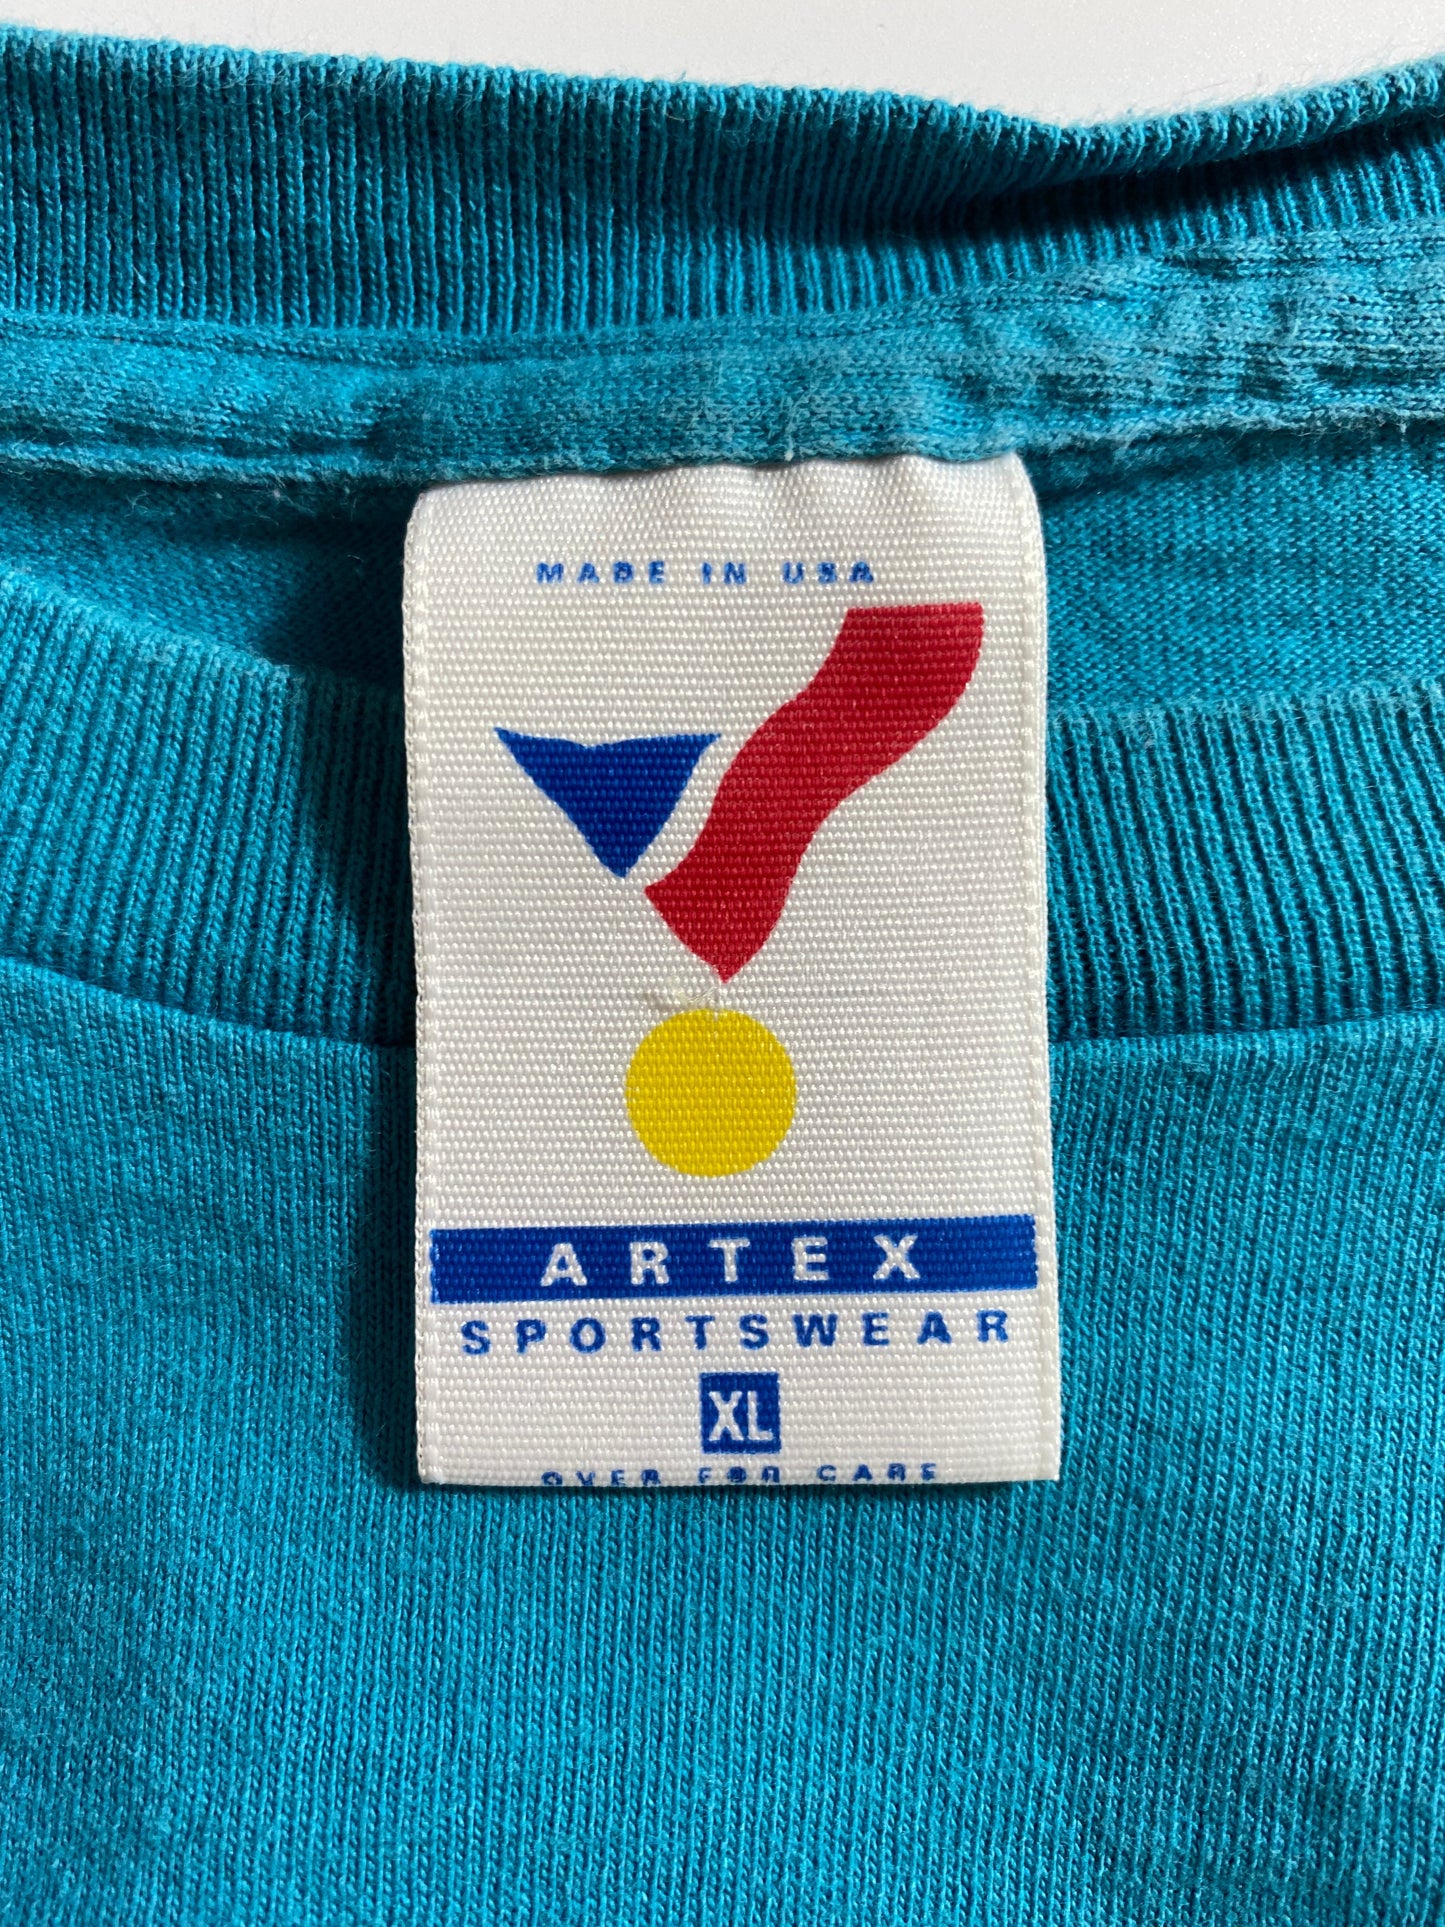 MADE IN USA
ARTEX
SPORTSWEAR
XL
OVER FOR CARE